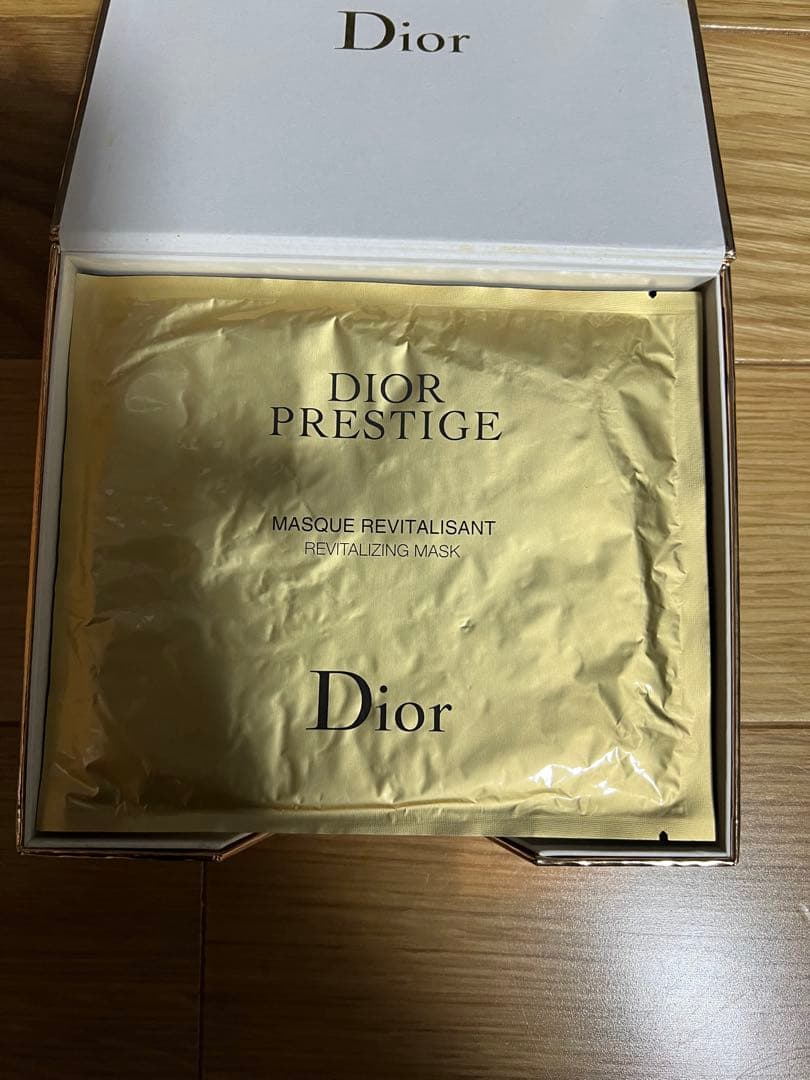 Dior
DIOR
PRESTIGE
MASQUE REVITALISANT
REVITALIZING MASK
Dior